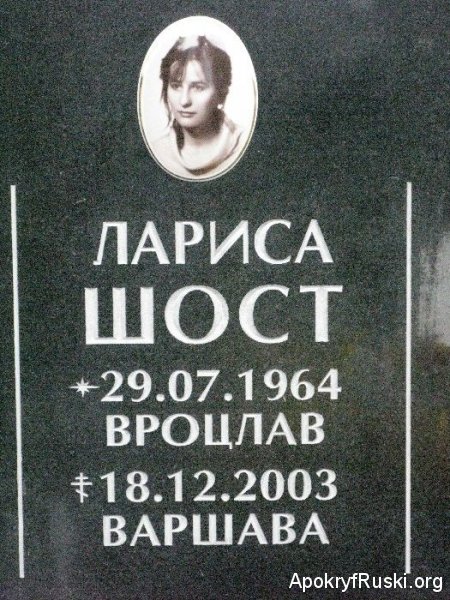 ЛАРИСА
ШОСТ
29.07.1964
ВРОЦЛАВ
18.12.2003
ВАРШАВА
ApokryfRuski.org